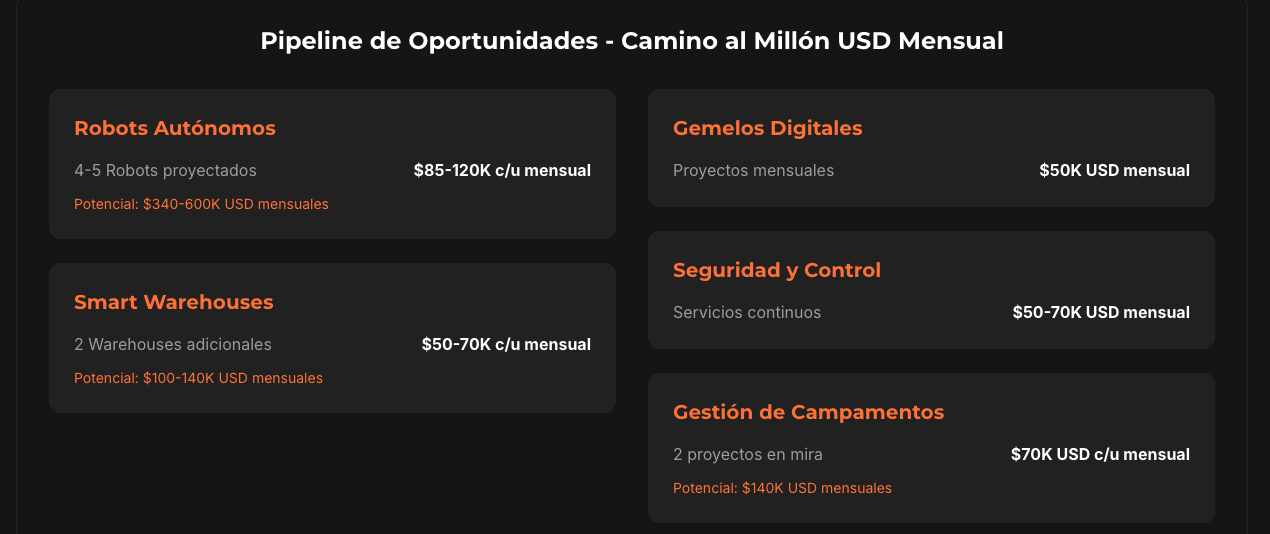 Pipeline de Oportunidades - Camino al Millón USD Mensual
Robots Autónomos
4-5 Robots proyectados $85-120K c/u mensual
Potencial: $340-600K USD mensuales
Smart Warehouses
2 Warehouses adicionales $50-70K c/u mensual
Potencial: $100-140K USD mensuales
Gemelos Digitales
Proyectos mensuales $50K USD mensual
Seguridad y Control
Servicios continuos $50-70K USD mensual
Gestión de Campamentos
2 proyectos en mira $70K USD c/u mensual
Potencial: $140K USD mensuales